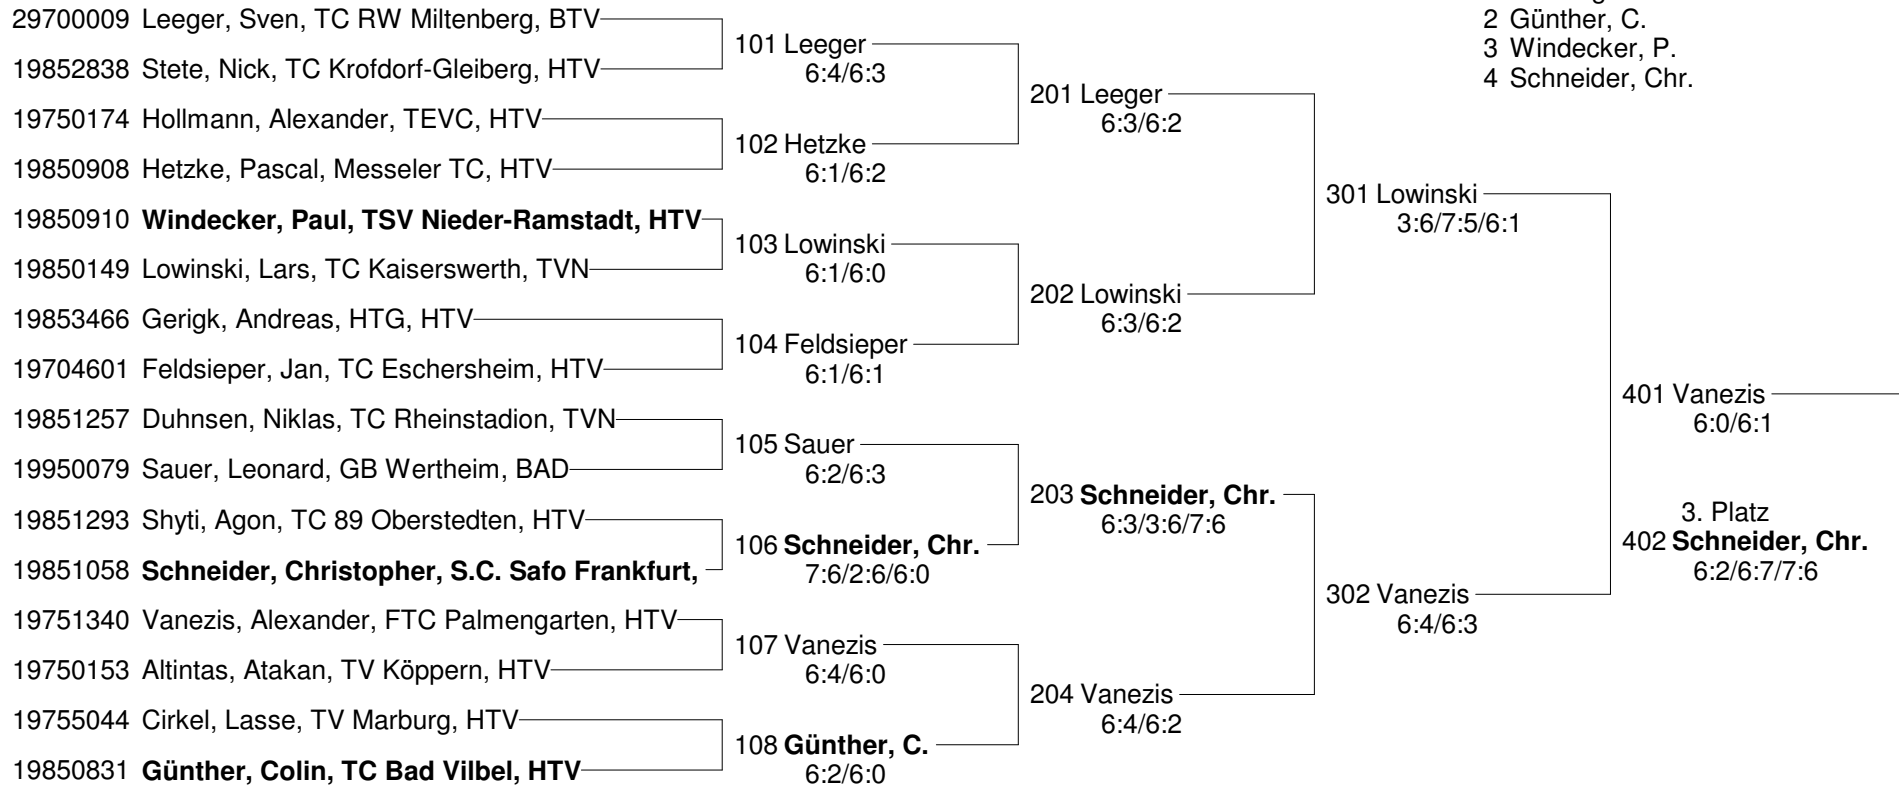 29700009 Leeger, Sven, TC RW Miltenberg, BTV
19852838 Stete, Nick, TC Krofdorf-Gleiberg, HTV
19750174 Hollmann, Alexander, TEVC, HTV
19850908 Hetzke, Pascal, Messeler TC, HTV
19850910 Windecker, Paul, TSV Nieder-Ramstadt, HTV
19850149 Lowinski, Lars, TC Kaiserswerth, TVN
19853466 Gerigk, Andreas, HTG, HTV
19704601 Feldsieper, Jan, TC Eschersheim, HTV
19851257 Duhnsen, Niklas, TC Rheinstadion, TVN
19950079 Sauer, Leonard, GB Wertheim, BAD
19851293 Shyti, Agon, TC 89 Oberstedten, HTV
19851058 Schneider, Christopher, S.C. Safo Frankfurt,
19751340 Vanezis, Alexander, FTC Palmengarten, HTV
19750153 Altintas, Atakan, TV Köppern, HTV
19755044 Cirkel, Lasse, TV Marburg, HTV
19850831 Günther, Colin, TC Bad Vilbel, HTV
101 Leeger
6:4/6:3
102 Hetzke
6:1/6:2
103 Lowinski
6:1/6:0
104 Feldsieper
6:1/6:1
105 Sauer
6:2/6:3
106 Schneider, Chr.
7:6/2:6/6:0
107 Vanezis
6:4/6:0
108 Günther, C.
6:2/6:0
201 Leeger
6:3/6:2
202 Lowinski
6:3/6:2
203 Schneider, Chr.
6:3/3:6/7:6
204 Vanezis
6:4/6:2
301 Lowinski
3:6/7:5/6:1
302 Vanezis
6:4/6:3
2 Günther, C.
3 Windecker, P.
4 Schneider, Chr.
401 Vanezis
6:0/6:1
3. Platz
402 Schneider, Chr.
6:2/6:7/7:6